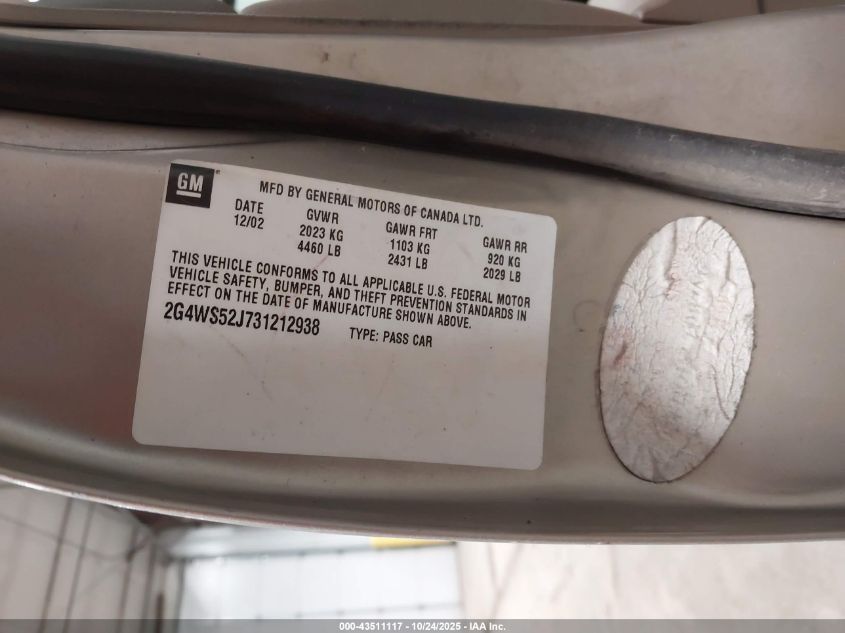 GM
MFD BY GENERAL MOTORS OF CANADA LTD.
DATE GVWR GAWR FRT GAWR RR
12/02 2023 KG 1103 KG 920 KG
4460 LB 2431 LB 2029 LB
THIS VEHICLE CONFORMS TO ALL APPLICABLE U.S. FEDERAL MOTOR
VEHICLE SAFETY, BUMPER, AND THEFT PREVENTION STANDARDS IN
EFFECT ON THE DATE OF MANUFACTURE SHOWN ABOVE.
2G4WS52J731212938 TYPE: PASS CAR
000-43511117 - 10/24/2025 - © IAA Inc.